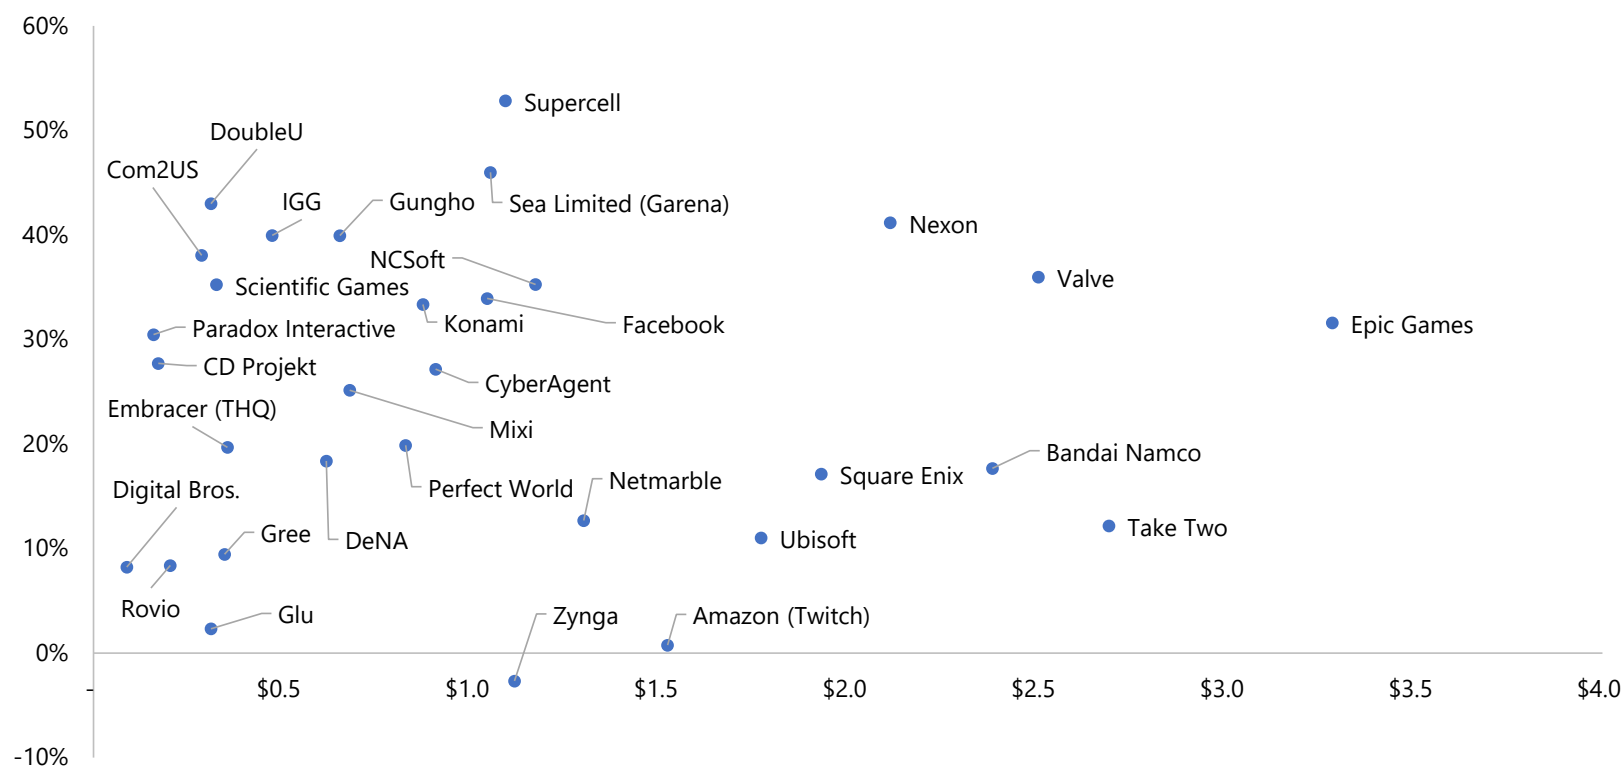 60%
Supercell
50%
DoubleU
Com2US
IGG
Gungho
Sea Limited (Garena)
40%
Nexon
NCSoft
Valve
Scientific Games
Konami
Facebook
Epic Games
30%
Paradox Interactive
CD Projekt
CyberAgent
Embracer (THQ)
Mixi
20%
Bandai Namco
Square Enix
Netmarble
Perfect World
Digital Bros.
Take Two
Gree
DeNA
Ubisoft
10%
Rovio
Glu
Zynga
Amazon (Twitch)
0%
- $0.5 $1.0 $1.5 $2.0 $2.5 $3.0 $3.5 $4.0
-10%